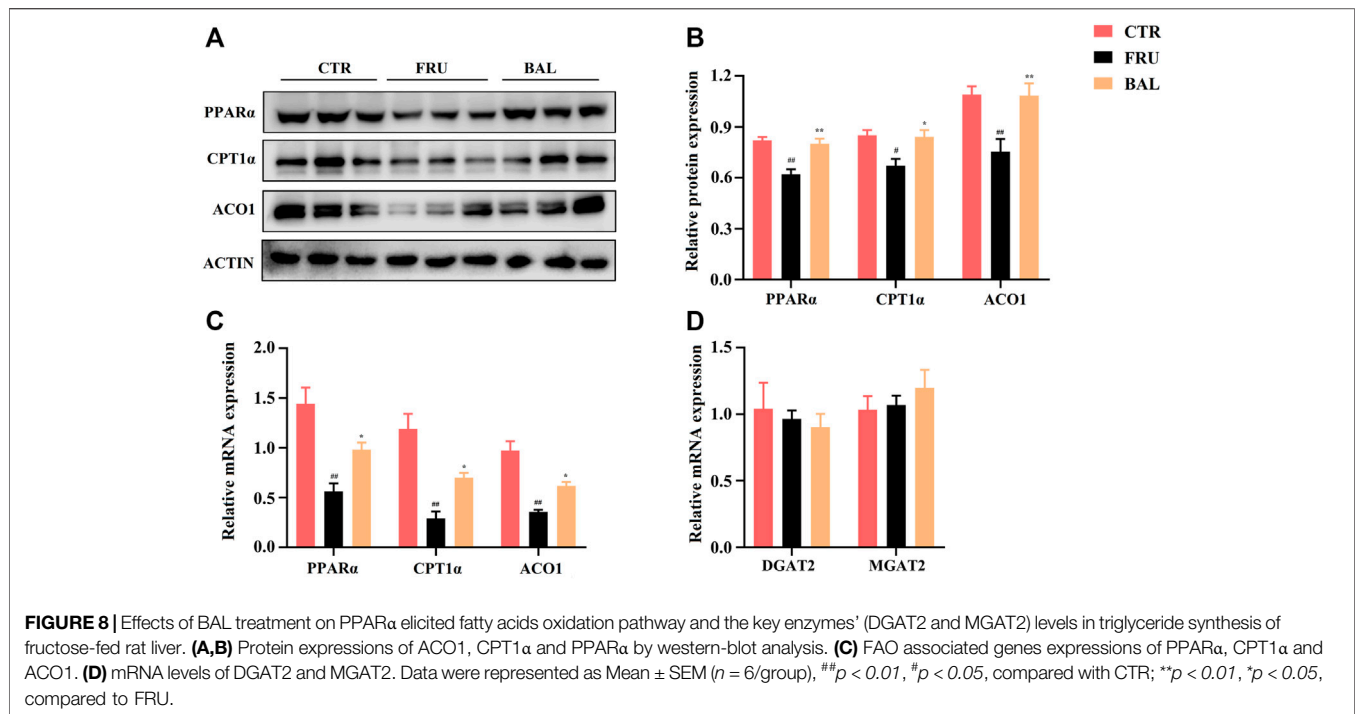 A
CTR FRU BAL
PPARα
CPT1α
ACO1
ACTIN
B
CTR
FRU
BAL
Relative protein expression
1.2
0.9
0.6
0.3
0.0
## ** # * ## **
PPARα CPT1α ACO1
C
Relative mRNA expression
2.0
1.5
1.0
0.5
0.0
## * ## * ## *
PPARα CPT1α ACO1
D
Relative mRNA expression
1.5
1.0
0.5
0.0
DGAT2 MGAT2
FIGURE 8 | Effects of BAL treatment on PPARα elicited fatty acids oxidation pathway and the key enzymes’ (DGAT2 and MGAT2) levels in triglyceride synthesis of
fructose-fed rat liver. (A,B) Protein expressions of ACO1, CPT1α and PPARα by western-blot analysis. (C) FAO associated genes expressions of PPARα, CPT1α and
ACO1. (D) mRNA levels of DGAT2 and MGAT2. Data were represented as Mean ± SEM (n = 6/group), ##p < 0.01, #p < 0.05, compared with CTR; **p < 0.01, *p < 0.05,
compared to FRU.